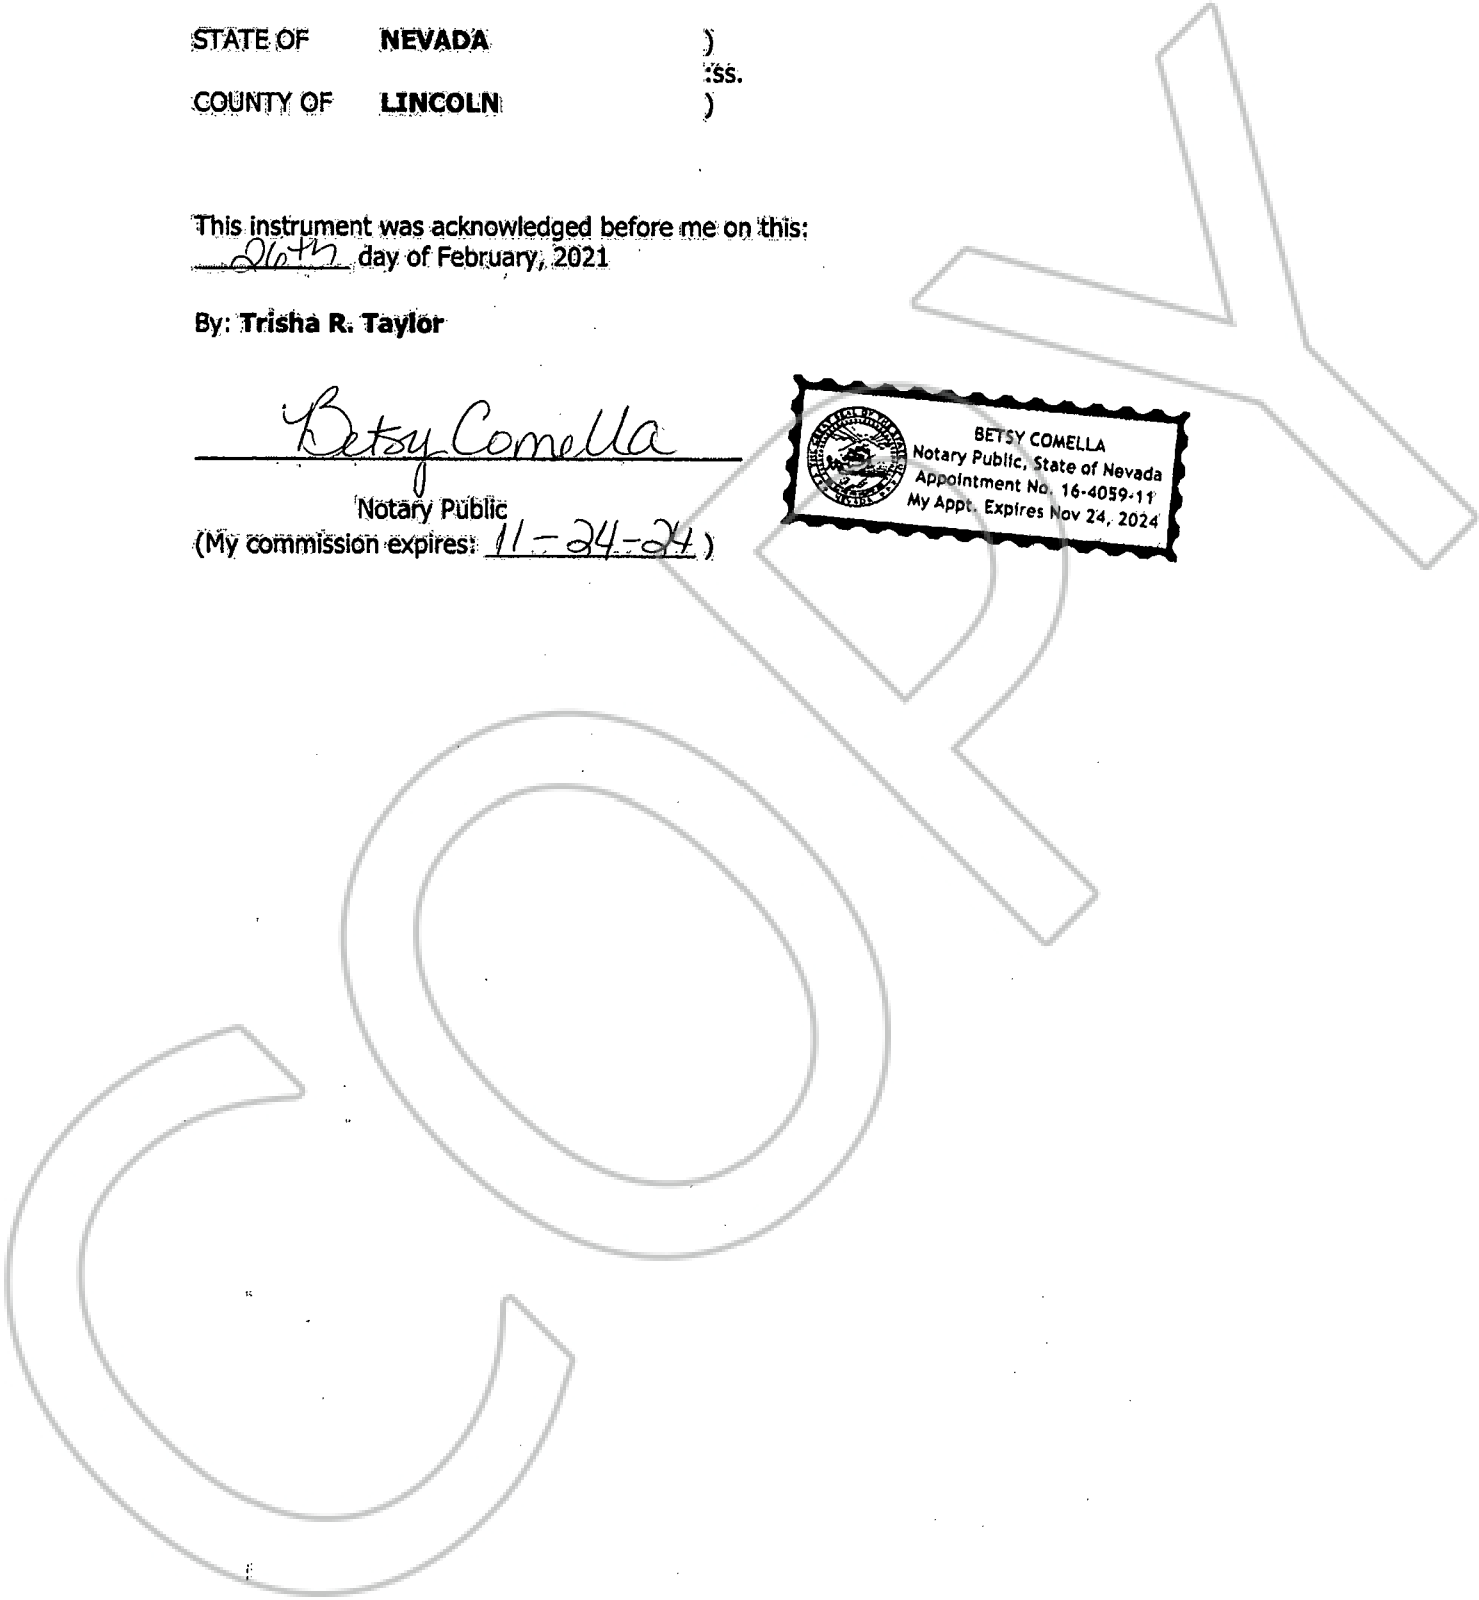 STATE OF NEVADA )
:ss.
COUNTY OF LINCOLN )
This instrument was acknowledged before me on this:
26th day of February, 2021
By: Trisha R. Taylor
Betsy Comella
Notary Public
(My commission expires: 11-24-24)
BETSY COMELLA
Notary Public, State of Nevada
Appointment No. 16-4059-11
My Appt. Expires Nov 24, 2024
COPY